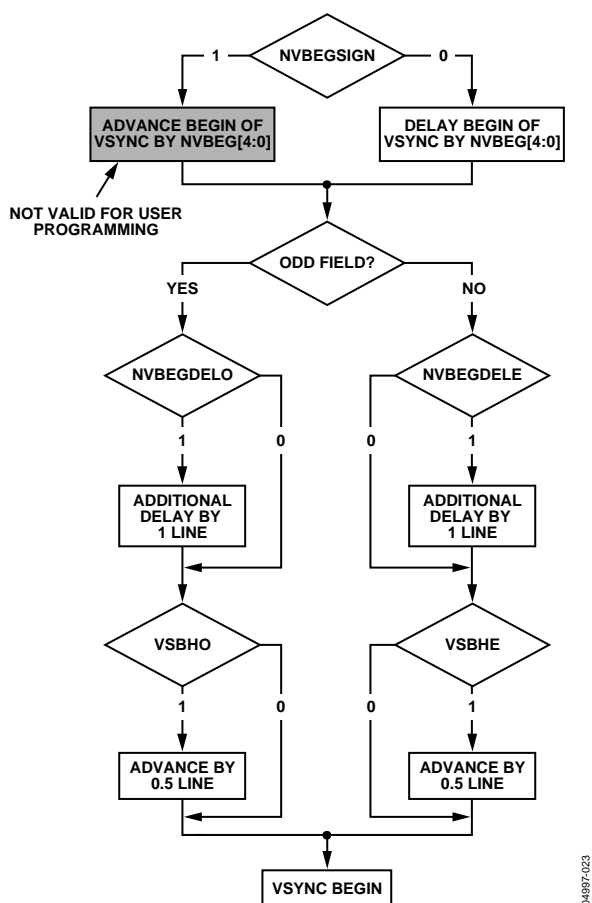 NVBEGSIGN
1
0
ADVANCE BEGIN OF
VSYNC BY NVBEG[4:0]
DELAY BEGIN OF
VSYNC BY NVBEG[4:0]
NOT VALID FOR USER
PROGRAMMING
ODD FIELD?
YES
NO
NVBEGDELO
NVBEGDELE
1
0
0
1
ADDITIONAL
DELAY BY
1 LINE
ADDITIONAL
DELAY BY
1 LINE
VSBHO
VSBHE
1
0
0
1
ADVANCE BY
0.5 LINE
ADVANCE BY
0.5 LINE
VSYNC BEGIN
04997-023